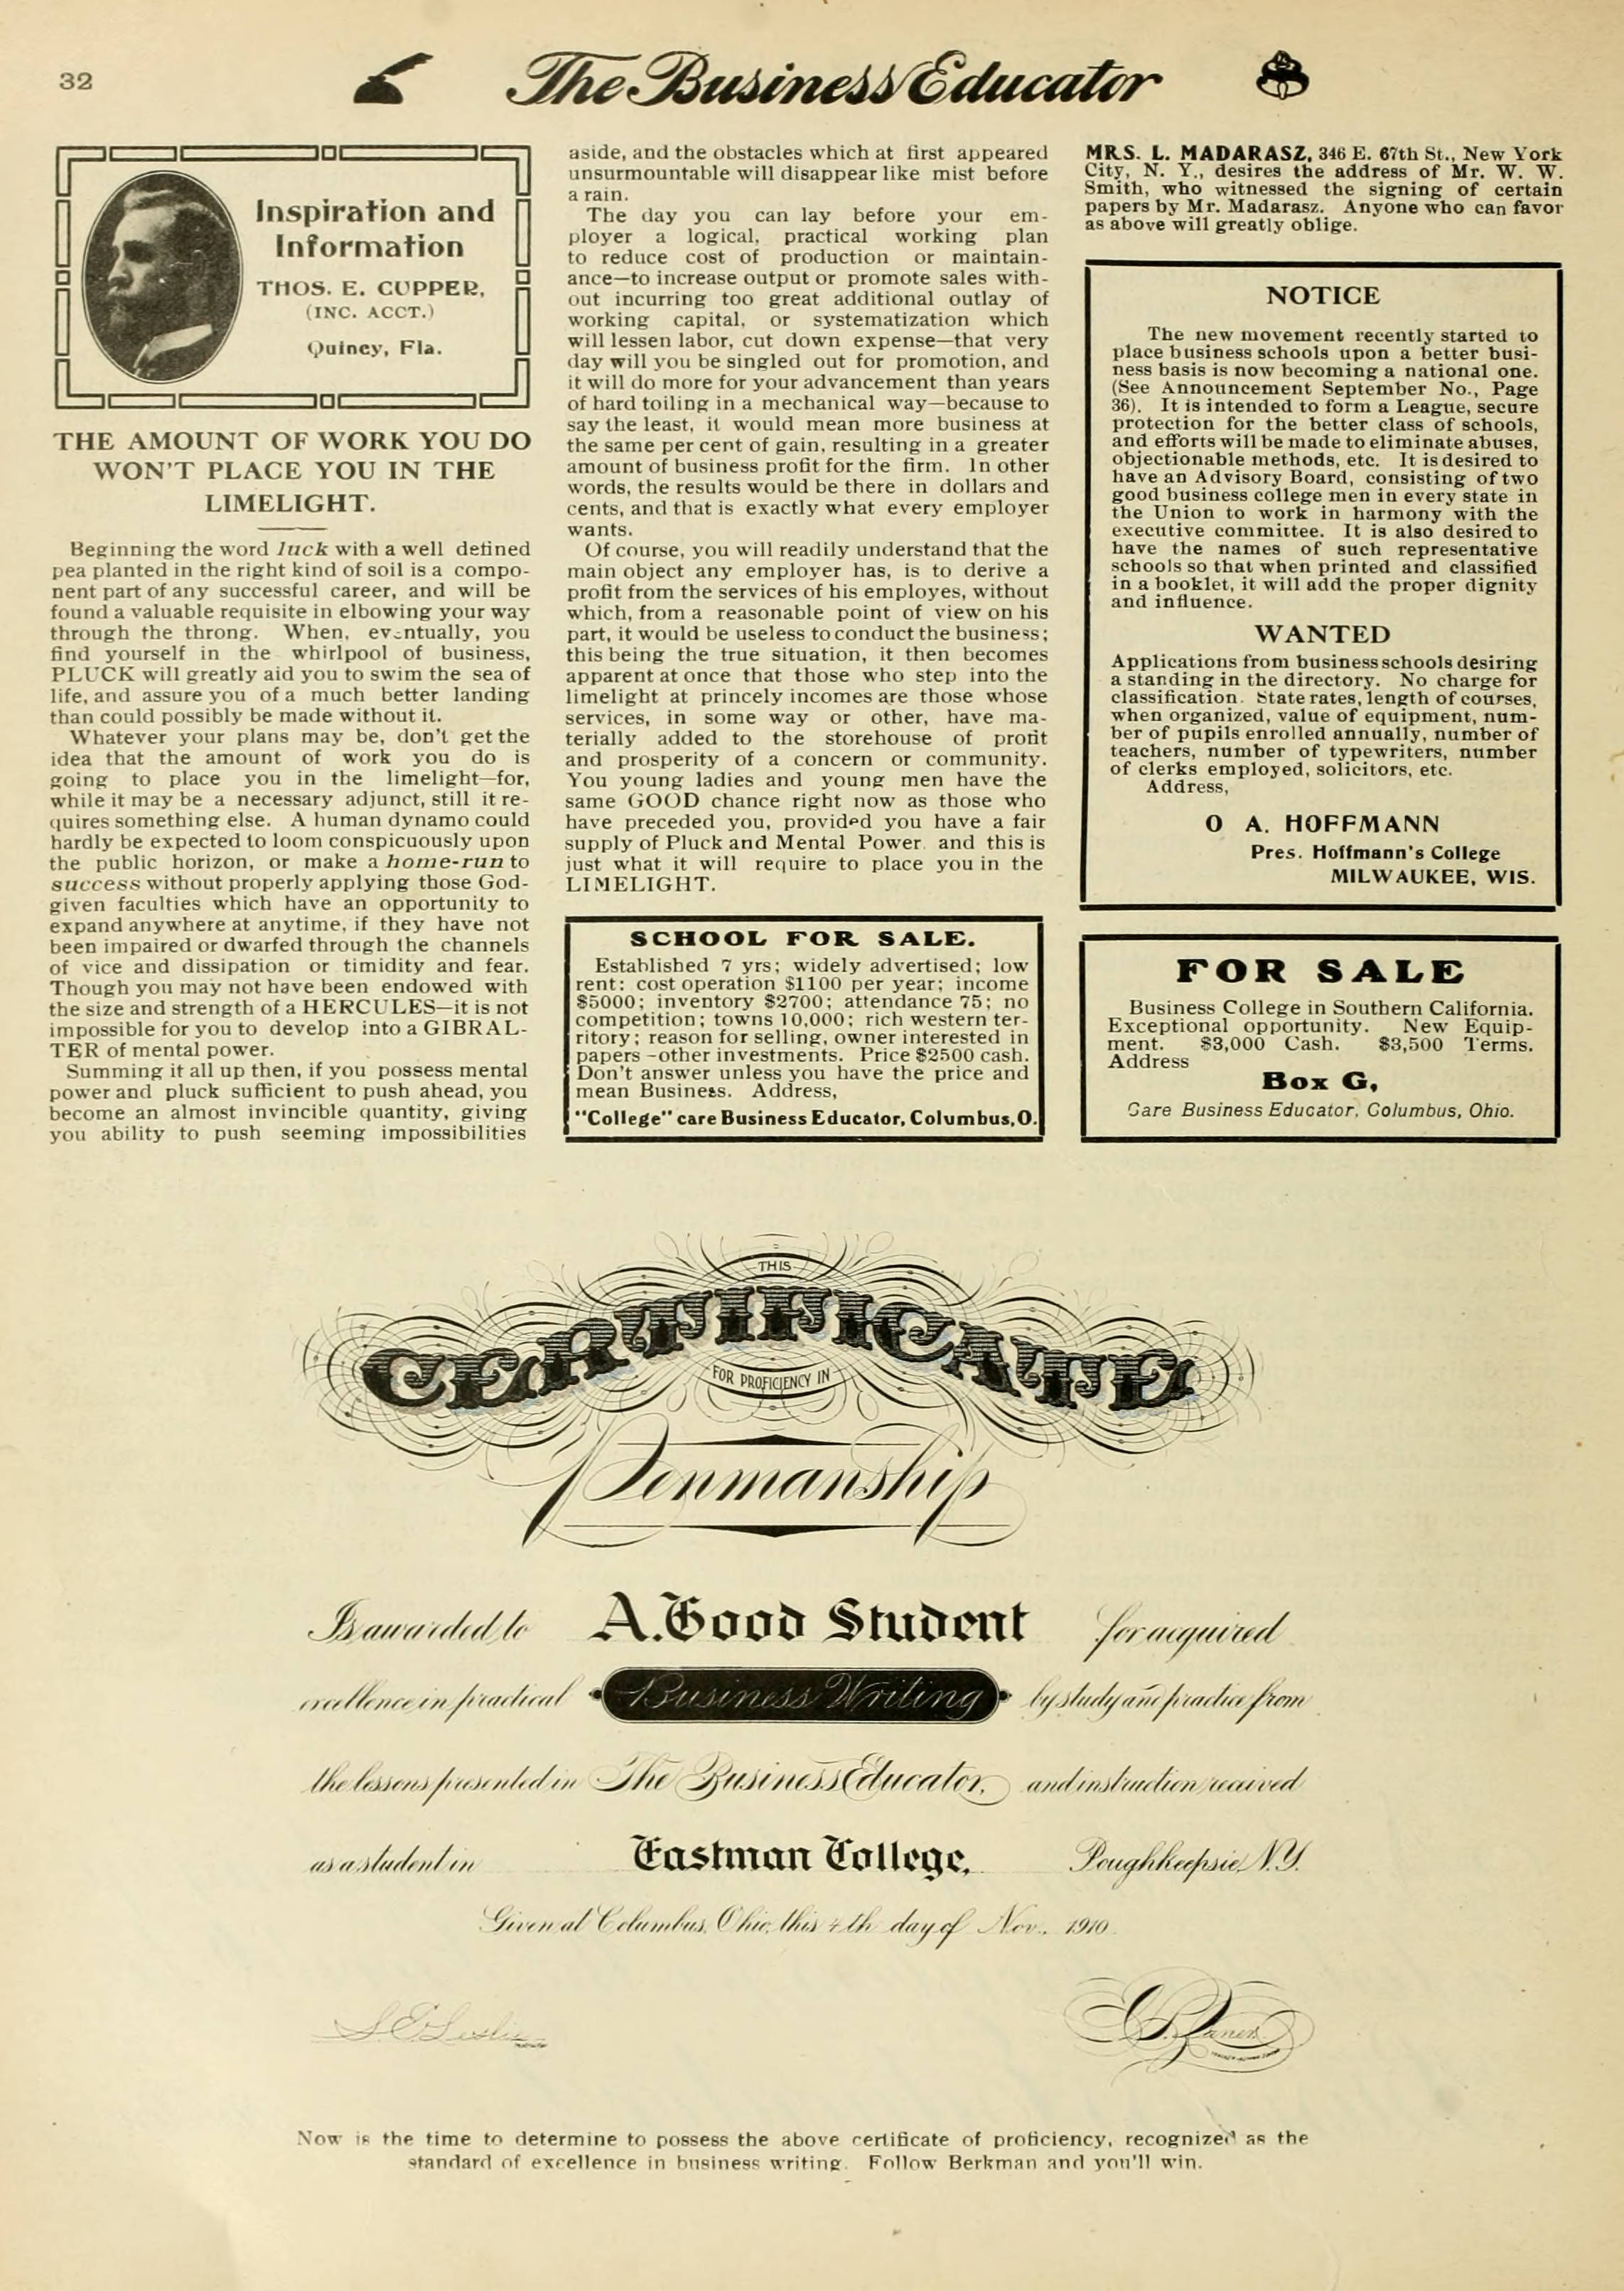 32
The Business Educator
Inspiration and
Information
THOS. E. CUPPER,
(INC. ACCT.)
Quincy, Fla.
THE AMOUNT OF WORK YOU DO
WON'T PLACE YOU IN THE
LIMELIGHT.
Beginning the word luck with a well defined
pea planted in the right kind of soil is a compo-
nent part of any successful career, and will be
found a valuable requisite in elbowing your way
through the throng. When, eventually, you
find yourself in the whirlpool of business,
PLUCK will greatly aid you to swim the sea of
life, and assure you of a much better landing
than could possibly be made without it.
Whatever your plans may be, don't get the
idea that the amount of work you do is
going to place you in the limelight—for,
while it may be a necessary adjunct, still it re-
quires something else. A human dynamo could
hardly be expected to loom conspicuously upon
the public horizon, or make a home-run to
success without properly applying those God-
given faculties which have an opportunity to
expand anywhere at anytime, if they have not
been impaired or dwarfed through the channels
of vice and dissipation or timidity and fear.
Though you may not have been endowed with
the size and strength of a HERCULES—it is not
impossible for you to develop into a GIBRAL-
TER of mental power.
Summing it all up then, if you possess mental
power and pluck sufficient to push ahead, you
become an almost invincible quantity, giving
you ability to push seeming impossibilities
aside, and the obstacles which at first appeared
unsurmountable will disappear like mist before
a rain.
The day you can lay before your em-
ployer a logical, practical working plan
to reduce cost of production or maintain-
ance—to increase output or promote sales with-
out incurring too great additional outlay of
working capital, or systematization which
will lessen labor, cut down expense—that very
day will you be singled out for promotion, and
it will do more for your advancement than years
of hard toiling in a mechanical way—because to
say the least, it would mean more business at
the same per cent of gain, resulting in a greater
amount of business profit for the firm. In other
words, the results would be there in dollars and
cents, and that is exactly what every employer
wants.
Of course, you will readily understand that the
main object any employer has, is to derive a
profit from the services of his employes, without
which, from a reasonable point of view on his
part, it would be useless to conduct the business;
this being the true situation, it then becomes
apparent at once that those who step into the
limelight at princely incomes are those whose
services, in some way or other, have ma-
terially added to the storehouse of profit
and prosperity of a concern or community.
You young ladies and young men have the
same GOOD chance right now as those who
have preceded you, provided you have a fair
supply of Pluck and Mental Power and this is
just what it will require to place you in the
LIMELIGHT.
SCHOOL FOR SALE.
Established 7 yrs; widely advertised; low
rent: cost operation $1100 per year; income
$5000; inventory $2700; attendance 75; no
competition; towns 10,000; rich western ter-
ritory; reason for selling, owner interested in
papers -other investments. Price $2500 cash.
Don't answer unless you have the price and
mean Business. Address,
"College" care Business Educator, Columbus, O.
MRS. L. MADARASZ, 346 E. 67th St., New York
City, N. Y., desires the address of Mr. W. W.
Smith, who witnessed the signing of certain
papers by Mr. Madarasz. Anyone who can favor
as above will greatly oblige.
NOTICE
The new movement recently started to
place business schools upon a better busi-
ness basis is now becoming a national one.
(See Announcement September No., Page
36). It is intended to form a League, secure
protection for the better class of schools,
and efforts will be made to eliminate abuses,
objectionable methods, etc. It is desired to
have an Advisory Board, consisting of two
good business college men in every state in
the Union to work in harmony with the
executive committee. It is also desired to
have the names of such representative
schools so that when printed and classified
in a booklet, it will add the proper dignity
and influence.
WANTED
Applications from business schools desiring
a standing in the directory. No charge for
classification. State rates, length of courses,
when organized, value of equipment, num-
ber of pupils enrolled annually, number of
teachers, number of typewriters, number
of clerks employed, solicitors, etc.
Address,
O A. HOFFMANN
Pres. Hoffmann's College
MILWAUKEE, WIS.
FOR SALE
Business College in Southern California.
Exceptional opportunity. New Equip-
ment. $3,000 Cash. $3,500 Terms.
Address
Box G,
Care Business Educator, Columbus, Ohio.
THIS
CERTIFICATE
FOR PROFICIENCY IN
Penmanship
Is awarded to A. Good Student for acquired
excellence in practical Business Writing by study and practice from
the lessons presented in The Business Educator, and instruction received
as a student in Eastman College, Poughkeepsie, N.Y.
Given at Columbus, Ohio, this 4th day of Nov., 1910.
S.E. Leslie
C.P. Zaner
Now is the time to determine to possess the above certificate of proficiency, recognized as the
standard of excellence in business writing. Follow Berkman and you'll win.